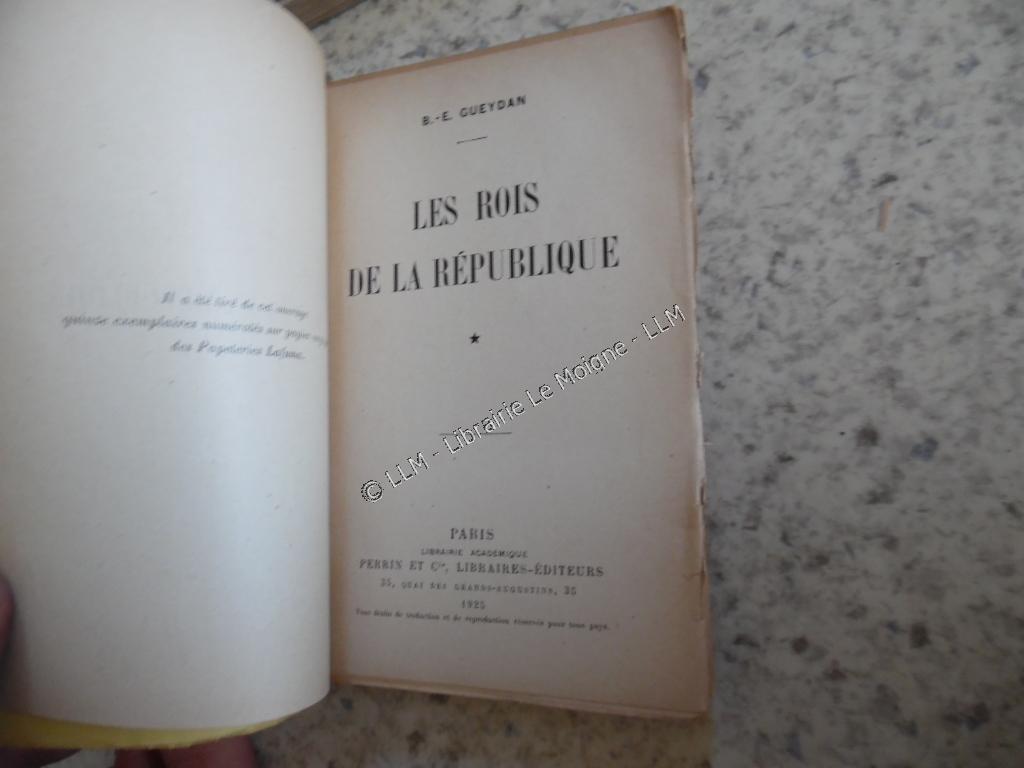 Il a été tiré de cet ouvrage
quinze exemplaires numérotés sur papier
des Papeteries Lafuma.
B.-E. GUEYDAN
LES ROIS
DE LA RÉPUBLIQUE
★
© LLM - Librairie Le Moigne - LLM
PARIS
LIBRAIRIE ACADÉMIQUE
PERRIN ET Cie, LIBRAIRES-ÉDITEURS
35, QUAI DES GRANDS-AUGUSTINS, 35
1925
Tous droits de traduction et de reproduction réservés pour tous pays.